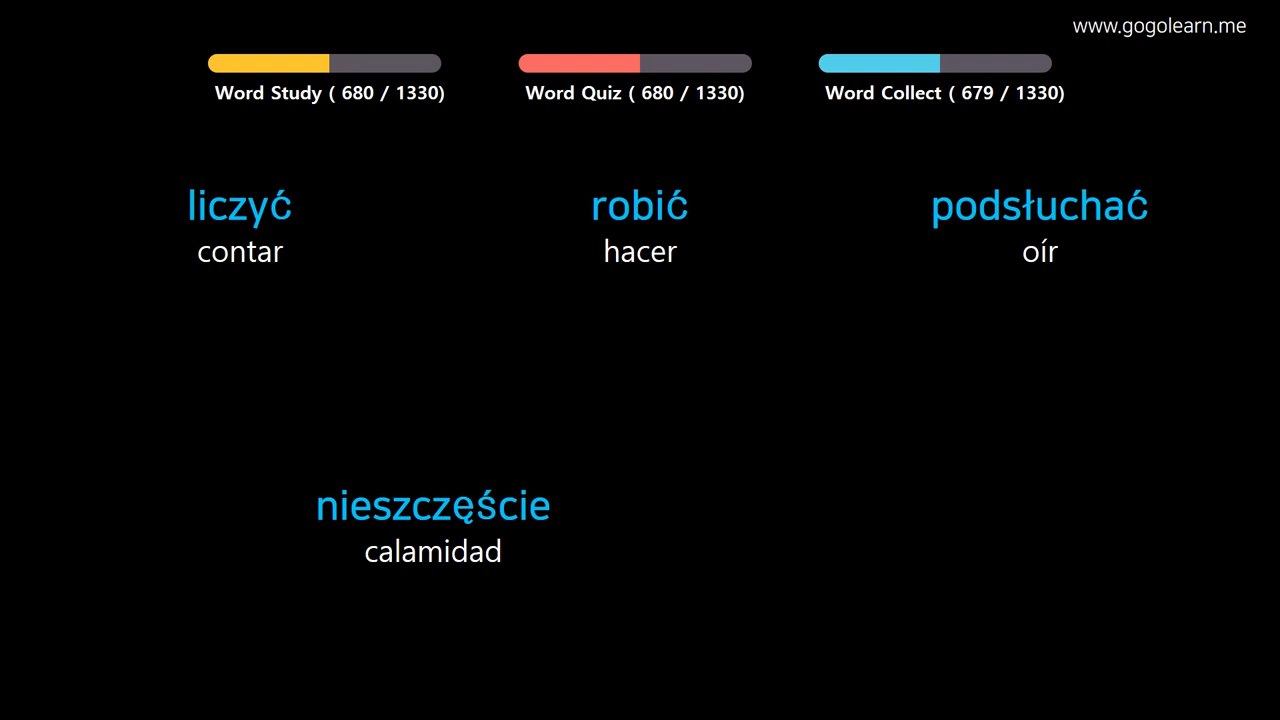 www.gogolearn.me
Word Study ( 680 / 1330)
Word Quiz ( 680 / 1330)
Word Collect ( 679 / 1330)
liczyć
contar
robić
hacer
podsłuchać
oír
nieszczęście
calamidad